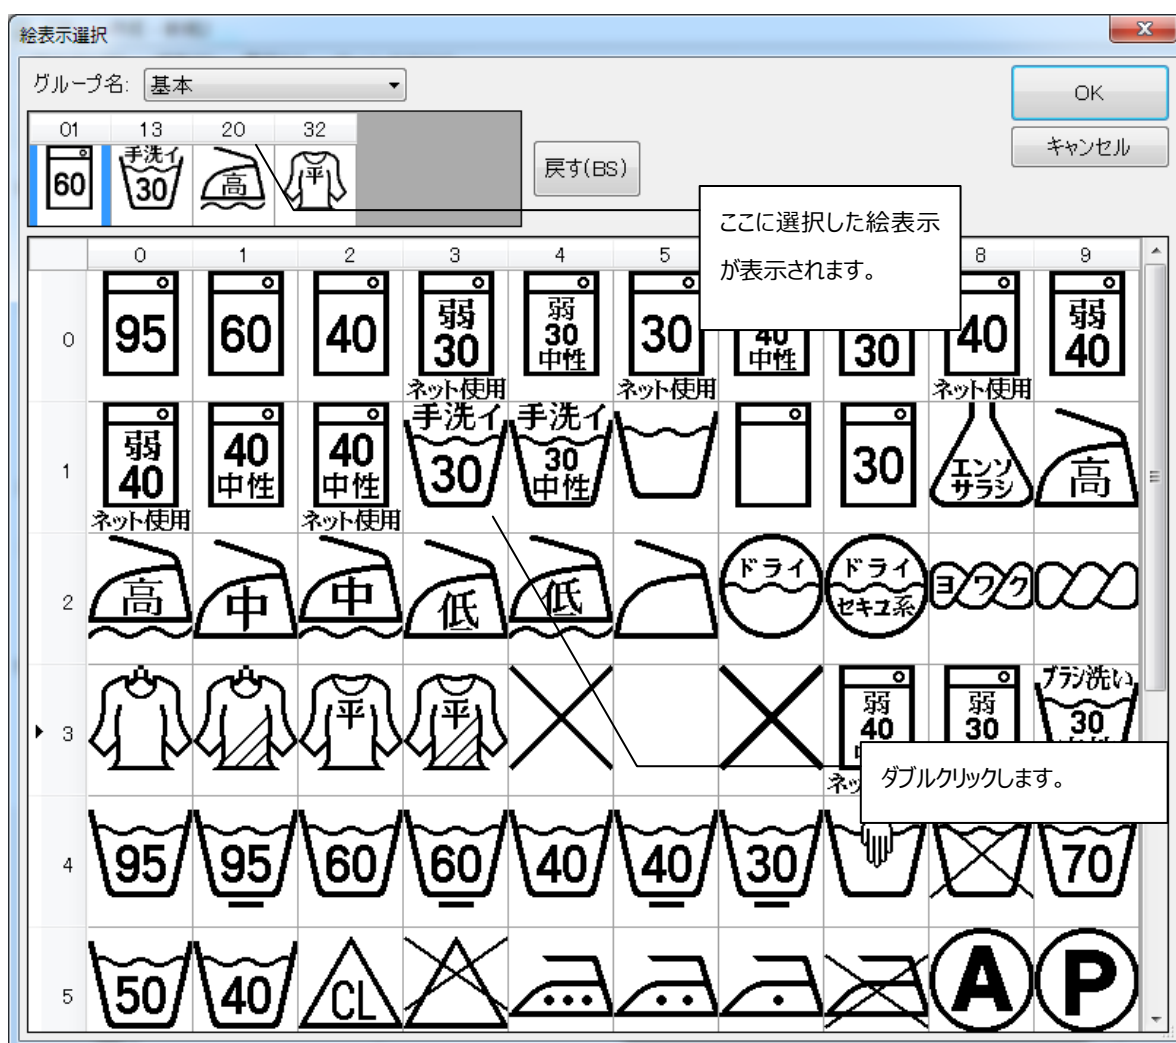 絵表示選択
グループ名: 基本
OK
キャンセル
01 13 20 32
60 手洗イ 30 高 平
戻す(BS)
ここに選択した絵表示
が表示されます。
0 1 2 3 4 5 8 9
0 95 60 40 弱 30 ネット使用 弱 30 中性 30 ネット使用 40 中性 30 40 ネット使用 弱 40
1 弱 40 ネット使用 40 中性 40 中性 ネット使用 手洗イ 30 手洗イ 30 中性 30 エンソ サラシ 高
2 高 中 中 低 低 ドライ ドライ セキユ系 ヨワク
3 平 平 弱 40 弱 30 ブラシ洗い 30
ダブルクリックします。
4 95 95 60 60 40 40 30 70
5 50 40 CL A P